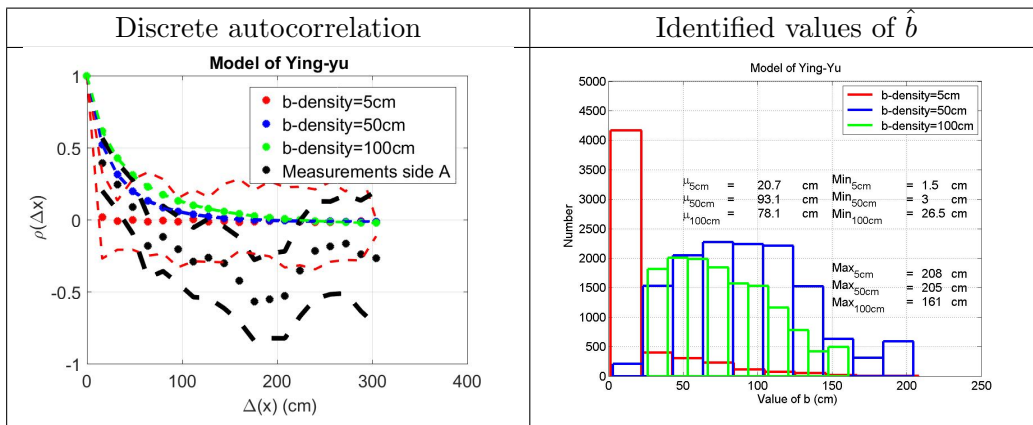 Discrete autocorrelation
Identified values of b̂
Model of Ying-yu
1
0.5
0
-0.5
-1
ρ(Δx)
0
100
200
300
400
Δ(x) (cm)
b-density=5cm
b-density=50cm
b-density=100cm
Measurements side A
Model of Ying-Yu
5000
4500
4000
3500
3000
2500
2000
1500
1000
500
0
Number
0
50
100
150
200
250
Value of b (cm)
b-density=5cm
b-density=50cm
b-density=100cm
μ5cm = 20.7 cm
μ50cm = 93.1 cm
μ100cm = 78.1 cm
Min5cm = 1.5 cm
Min50cm = 3 cm
Min100cm = 26.5 cm
Max5cm = 208 cm
Max50cm = 205 cm
Max100cm = 161 cm